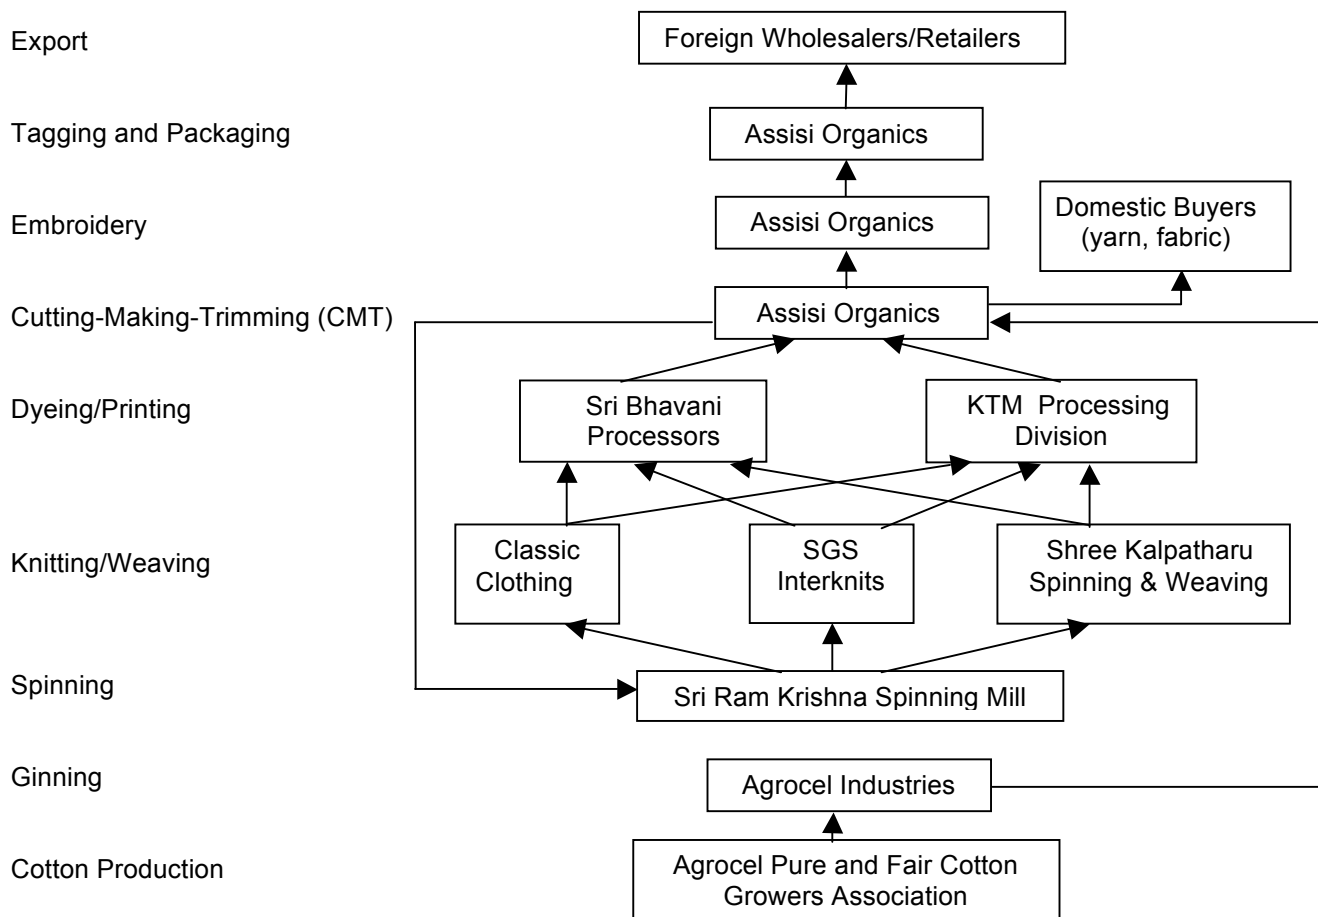 Export
Foreign Wholesalers/Retailers
Tagging and Packaging
Assisi Organics
Embroidery
Assisi Organics
Domestic Buyers
(yarn, fabric)
Cutting-Making-Trimming (CMT)
Assisi Organics
Dyeing/Printing
Sri Bhavani
Processors
KTM Processing
Division
Knitting/Weaving
Classic
Clothing
SGS
Interknits
Shree Kalpatharu
Spinning & Weaving
Spinning
Sri Ram Krishna Spinning Mill
Ginning
Agrocel Industries
Cotton Production
Agrocel Pure and Fair Cotton
Growers Association